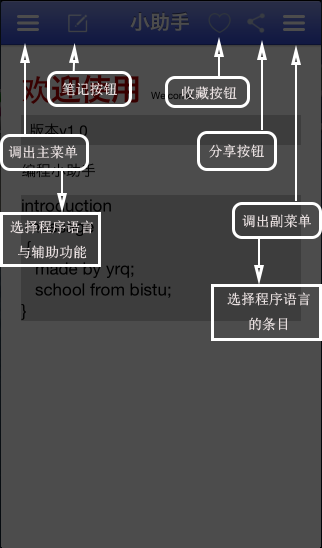 小助手
欢迎使用
笔记按钮
Welcome
收藏按钮
版本v1.0
调出主菜单
分享按钮
编程小助手
introduction
选择程序语言
与辅助功能
调出副菜单
{
made by yrq;
school from bistu;
}
选择程序语言
的条目